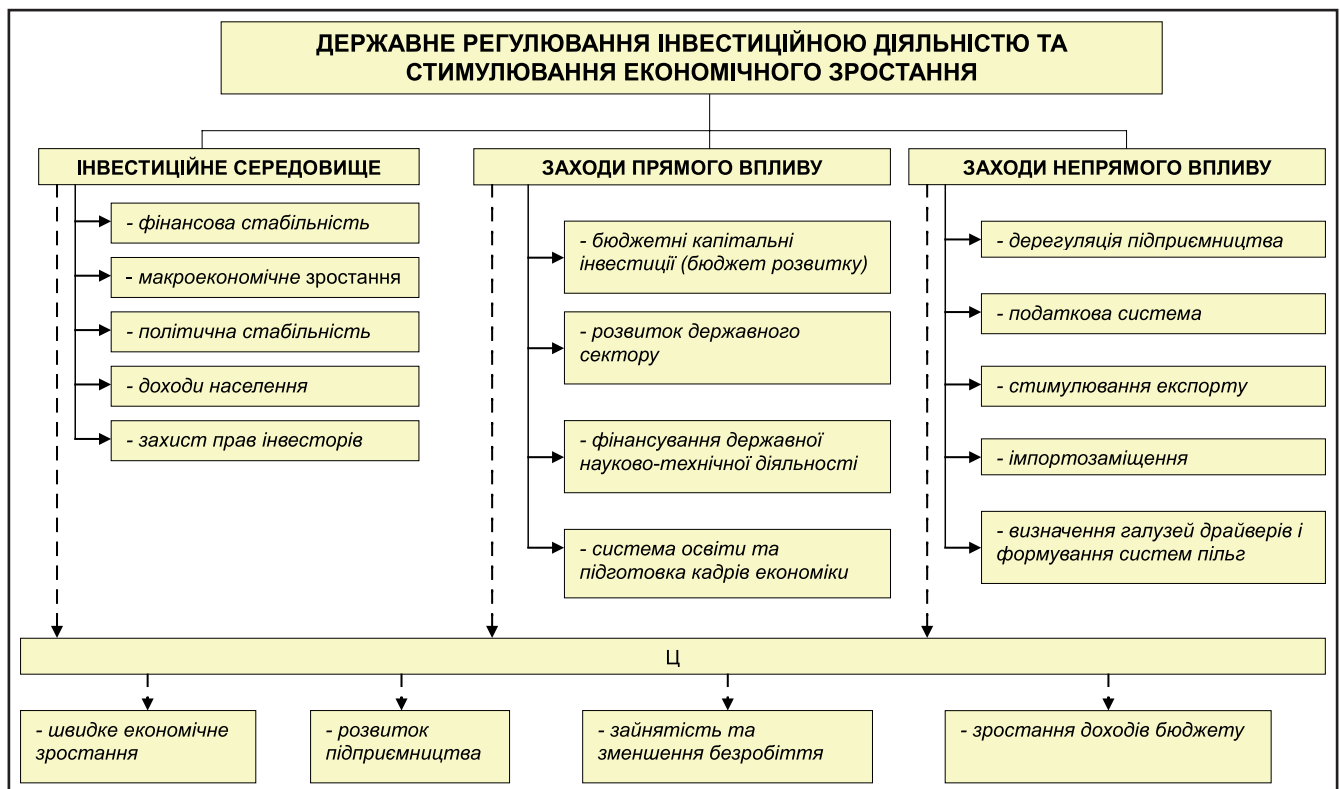 ДЕРЖАВНЕ РЕГУЛЮВАННЯ ІНВЕСТИЦІЙНОЮ ДІЯЛЬНІСТЮ ТА
СТИМУЛЮВАННЯ ЕКОНОМІЧНОГО ЗРОСТАННЯ
ІНВЕСТИЦІЙНЕ СЕРЕДОВИЩЕ
- фінансова стабільність
- макроекономічне зростання
- політична стабільність
- доходи населення
- захист прав інвесторів
ЗАХОДИ ПРЯМОГО ВПЛИВУ
- бюджетні капітальні
інвестиції (бюджет розвитку)
- розвиток державного
сектору
- фінансування державної
науково-технічної діяльності
- система освіти та
підготовка кадрів економіки
ЗАХОДИ НЕПРЯМОГО ВПЛИВУ
- дерегуляція підприємництва
- податкова система
- стимулювання експорту
- імпортозаміщення
- визначення галузей драйверів і
формування систем пільг
Ц
- швидке економічне
зростання
- розвиток
підприємництва
- зайнятість та
зменшення безробіття
- зростання доходів бюджету